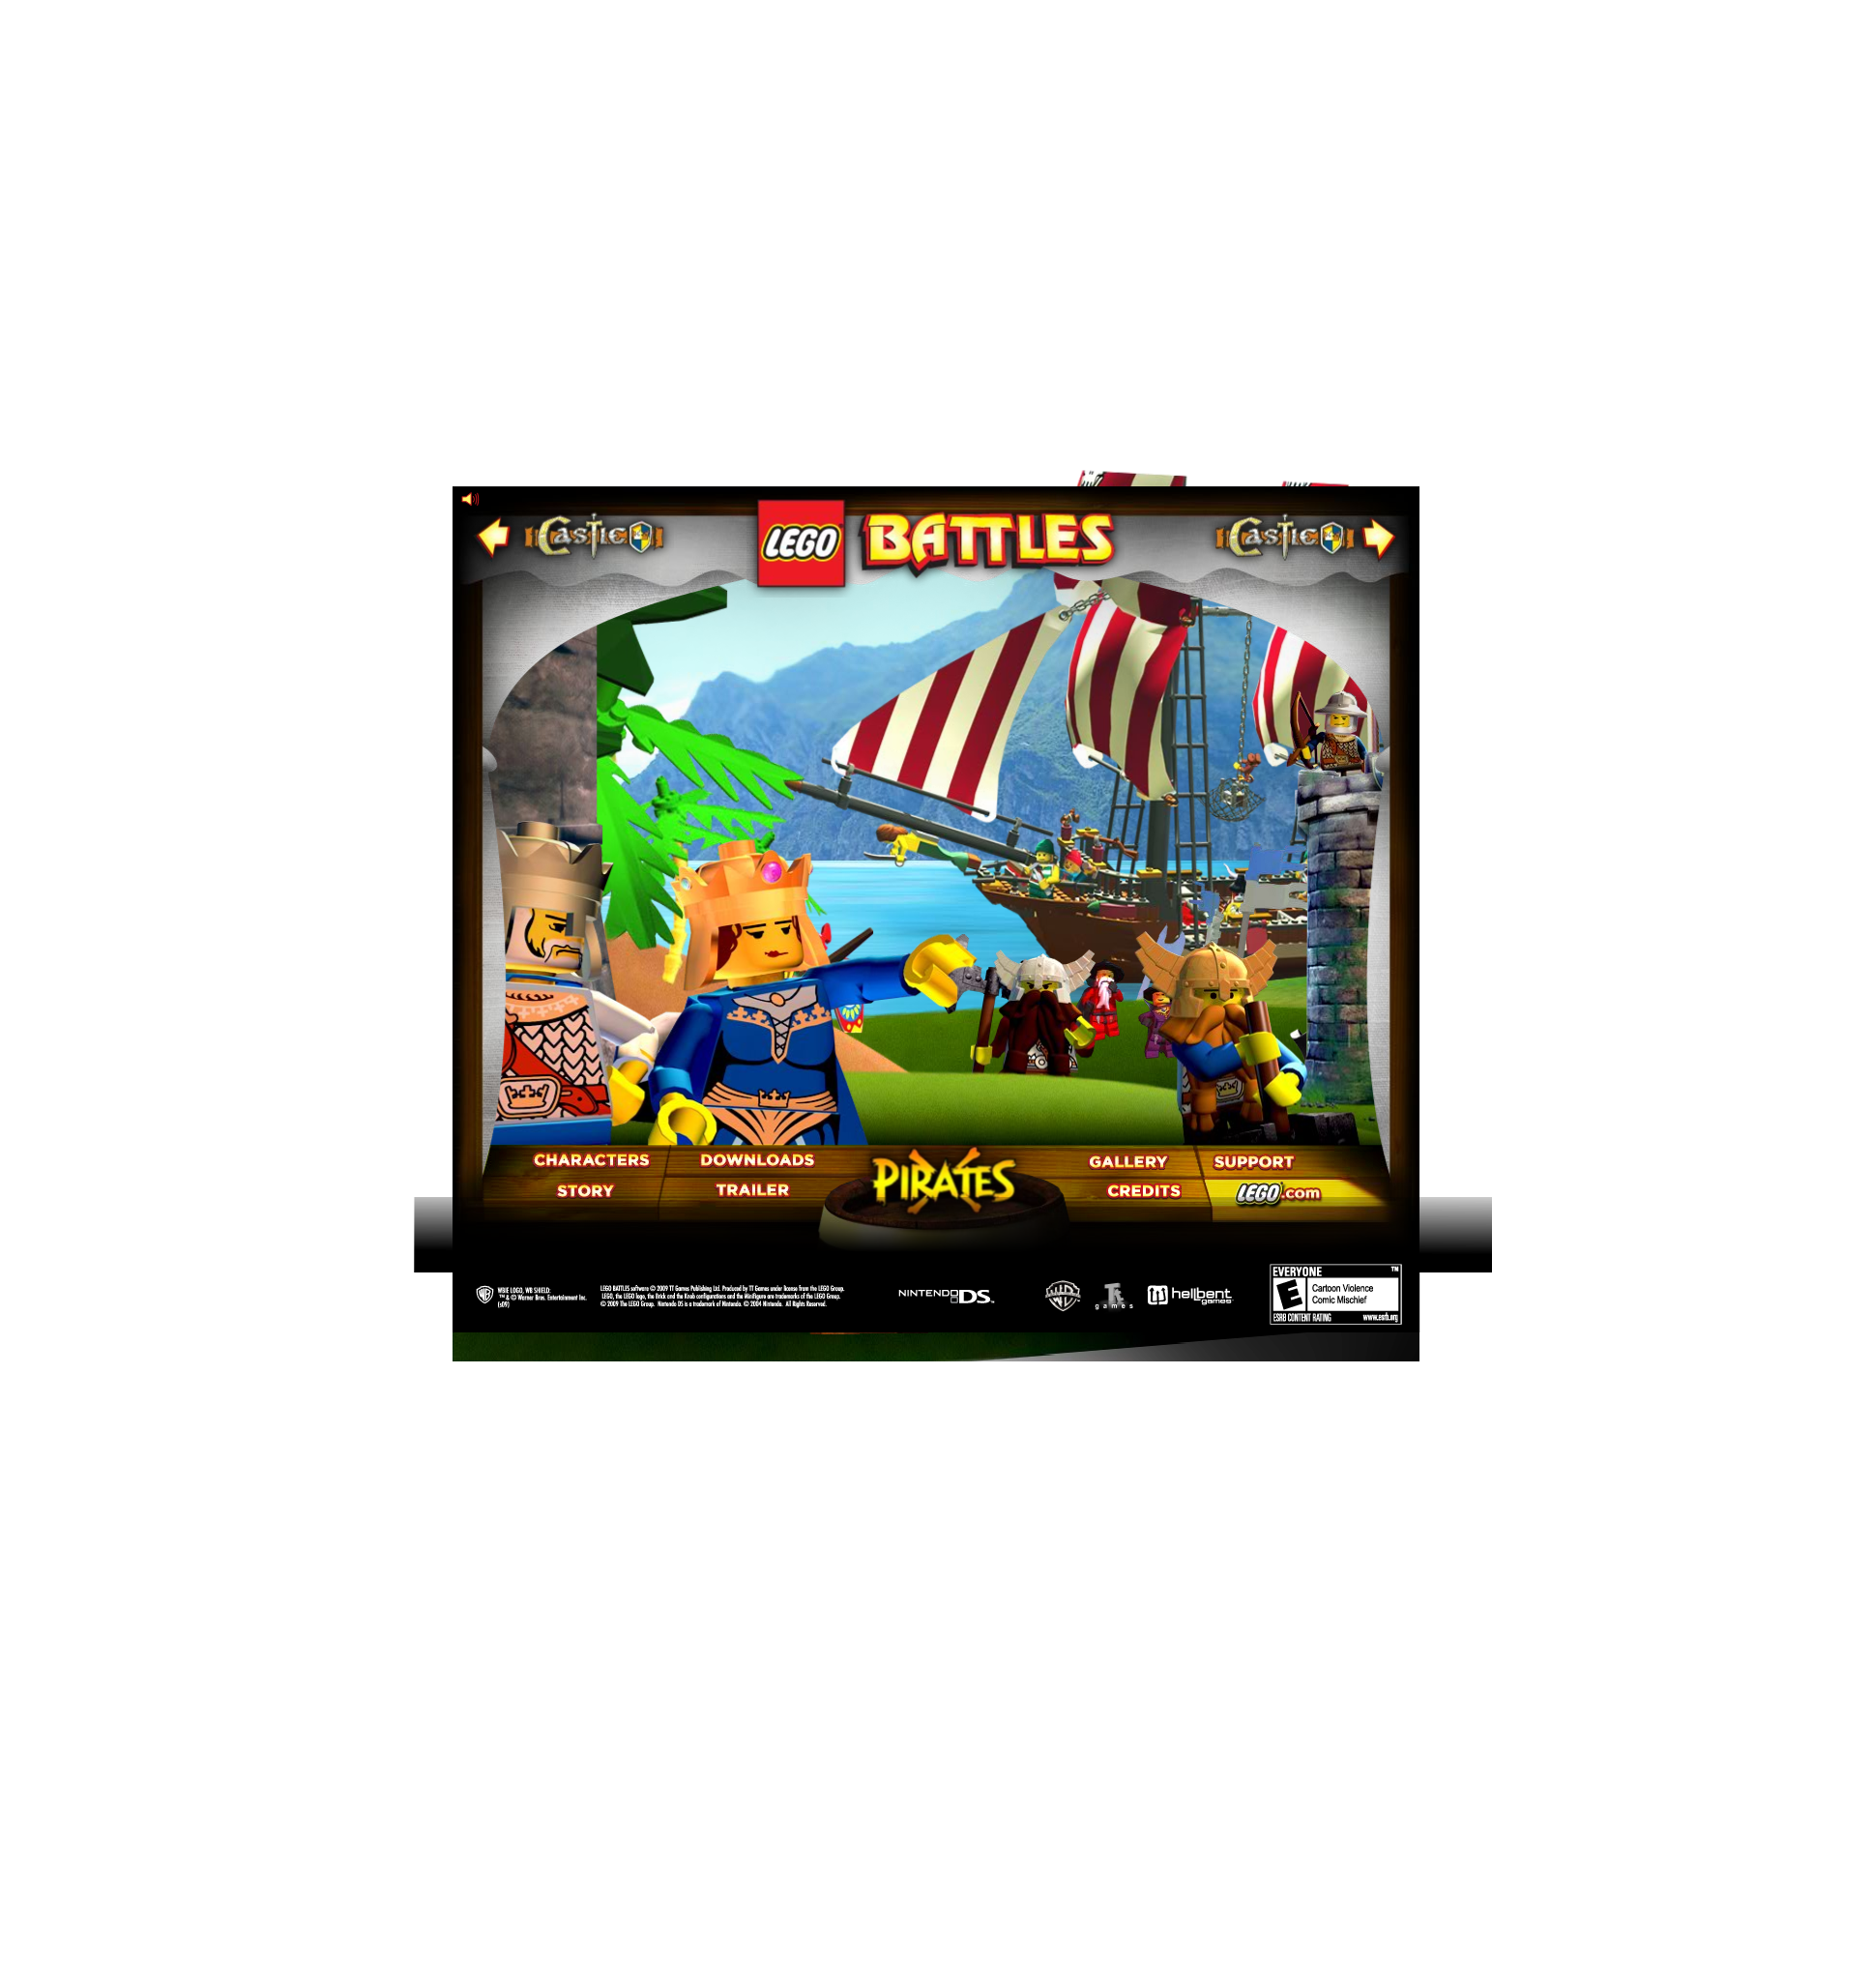 CASTLE
LEGO
BATTLES
CASTLE
CHARACTERS
DOWNLOADS
PIRATES
GALLERY
SUPPORT
STORY
TRAILER
CREDITS
LEGO.com
WBIE LOGO, WB SHIELD:
™ & © Warner Bros. Entertainment Inc.
(s09)
LEGO BATTLES software © 2009 TT Games Publishing Ltd. Produced by TT Games under license from the LEGO Group.
LEGO, the LEGO logo, the Brick and the Knob configurations and the Minifigure are trademarks of the LEGO Group.
© 2009 The LEGO Group. Nintendo DS is a trademark of Nintendo. © 2004 Nintendo. All Rights Reserved.
NINTENDO DS™
games
hellbent
games
EVERYONE ™
E
Cartoon Violence
Comic Mischief
ESRB CONTENT RATING www.esrb.org